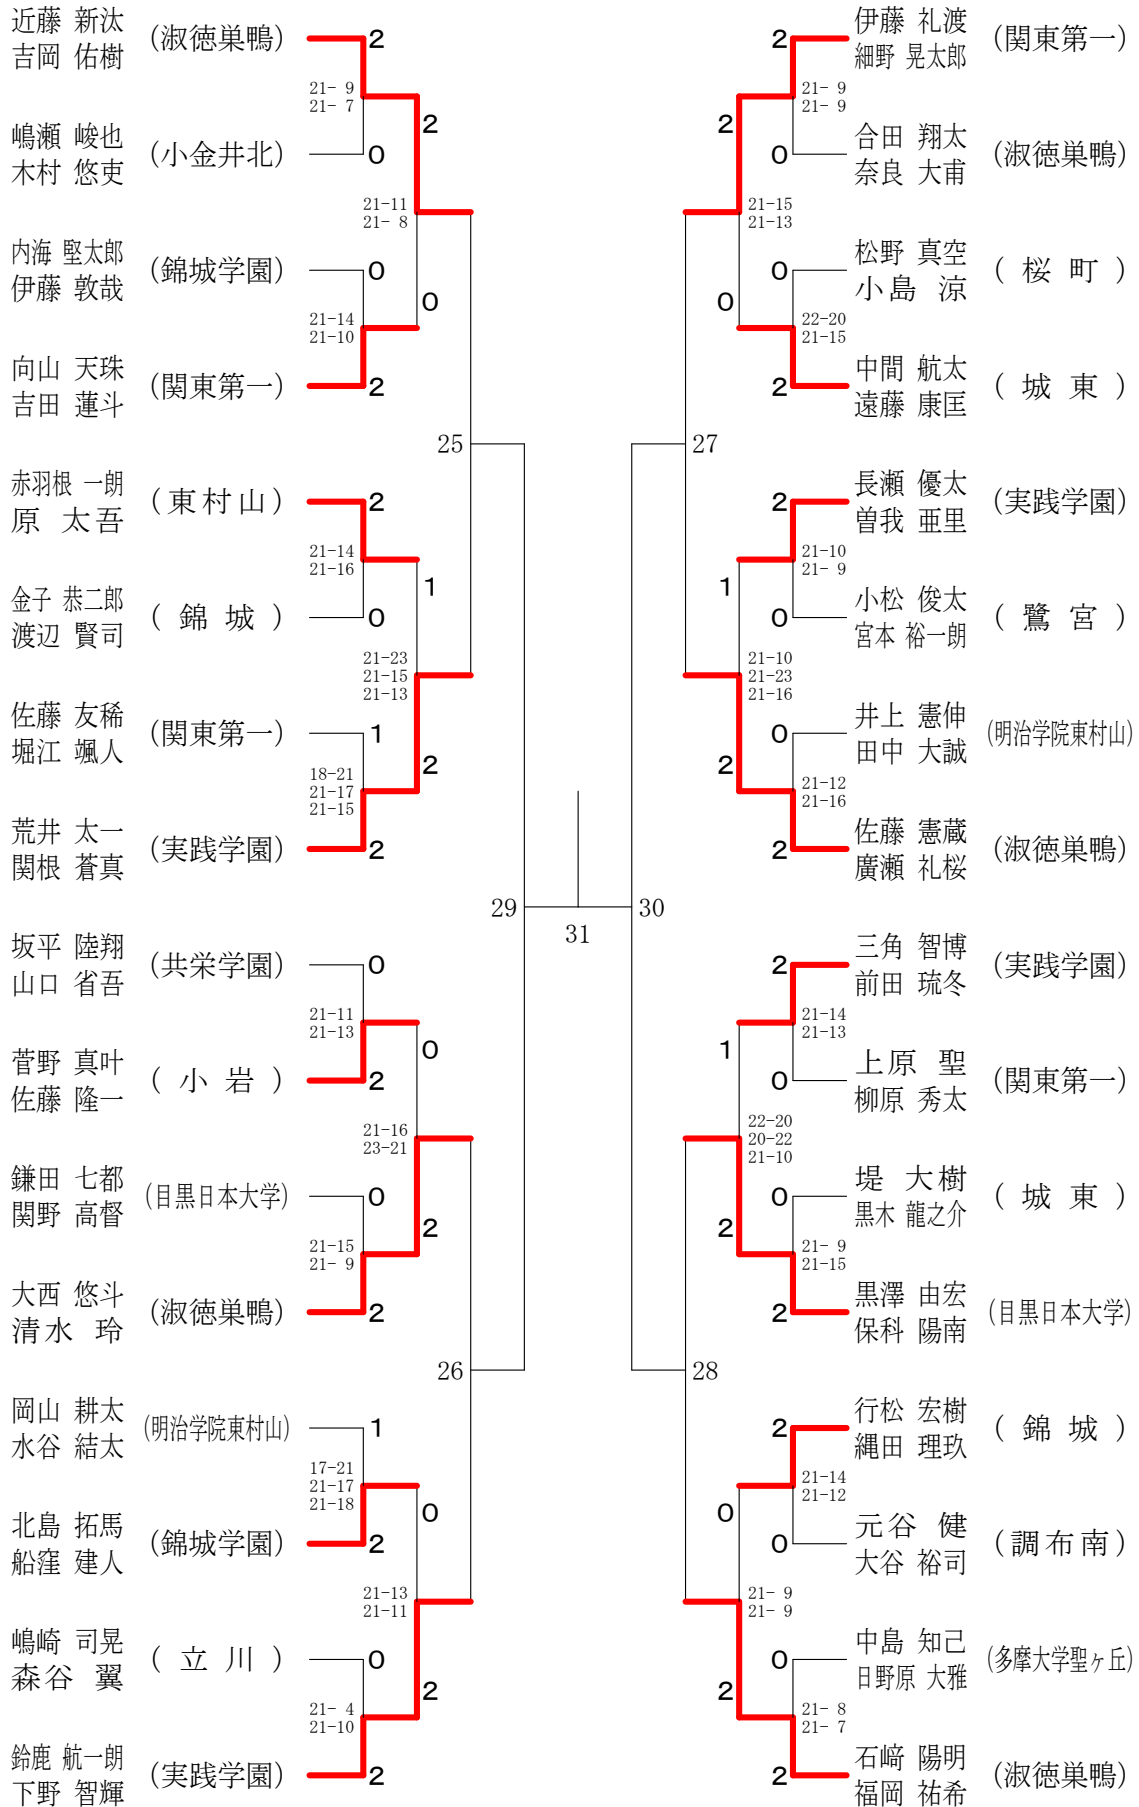 近藤 新汰
吉岡 佑樹
(淑徳巣鴨)
2
21- 9
21- 7
嶋瀬 峻也
木村 悠吏
(小金井北)
0
2
21-11
21- 8
内海 堅太郎
伊藤 敦哉
(錦城学園)
0
21-14
21-10
0
向山 天珠
吉田 蓮斗
(関東第一)
2
25
赤羽根 一朗
原 太吾
(東村山)
2
21-14
21-16
金子 恭二郎
渡辺 賢司
( 錦 城 )
0
1
21-23
21-15
21-13
佐藤 友稀
堀江 颯人
(関東第一)
1
18-21
21-17
21-15
2
荒井 太一
関根 蒼真
(実践学園)
2
29
坂平 陸翔
山口 省吾
(共栄学園)
0
21-11
21-13
菅野 真叶
佐藤 隆一
( 小 岩 )
2
0
21-16
23-21
鎌田 七都
関野 高督
(目黒日本大学)
0
21-15
21- 9
2
大西 悠斗
清水 玲
(淑徳巣鴨)
2
26
岡山 耕太
水谷 結太
(明治学院東村山)
1
17-21
21-17
21-18
北島 拓馬
船窪 建人
(錦城学園)
2
0
21-13
21-11
嶋崎 司晃
森谷 翼
( 立 川 )
0
21- 4
21-10
2
鈴鹿 航一朗
下野 智輝
(実践学園)
2
31
2
伊藤 礼渡
細野 晃太郎
(関東第一)
21- 9
21- 9
2
0
合田 翔太
奈良 大甫
(淑徳巣鴨)
21-15
21-13
0
松野 真空
小島 涼
( 桜 町 )
0
22-20
21-15
2
中間 航太
遠藤 康匡
( 城 東 )
27
2
長瀬 優太
曽我 亜里
(実践学園)
21-10
21- 9
1
0
小松 俊太
宮本 裕一朗
( 鷺 宮 )
21-10
21-23
21-16
0
井上 憲伸
田中 大誠
(明治学院東村山)
2
21-12
21-16
2
佐藤 憲蔵
廣瀬 礼桜
(淑徳巣鴨)
30
2
三角 智博
前田 琉冬
(実践学園)
21-14
21-13
1
0
上原 聖
柳原 秀太
(関東第一)
22-20
20-22
21-10
0
堤 大樹
黒木 龍之介
( 城 東 )
2
21- 9
21-15
2
黒澤 由宏
保科 陽南
(目黒日本大学)
28
2
行松 宏樹
縄田 理玖
( 錦 城 )
21-14
21-12
0
0
元谷 健
大谷 裕司
(調布南)
21- 9
21- 9
0
中島 知己
日野原 大雅
(多摩大学聖ヶ丘)
2
21- 8
21- 7
2
石﨑 陽明
福岡 祐希
(淑徳巣鴨)